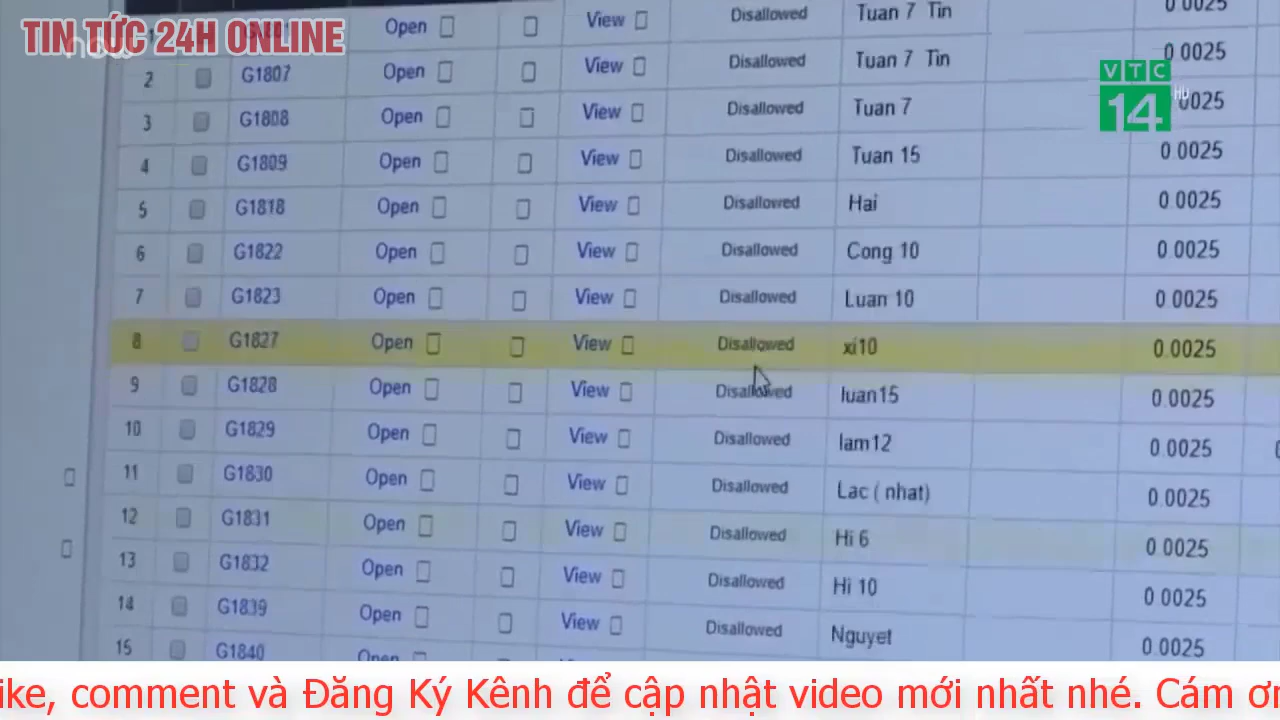 TIN TỨC 24H ONLINE
VTC
14
HD
1 Open View Disallowed Tuan 7 Tin 0.0025
2 G1807 Open View Disallowed Tuan 7 Tin 0.0025
3 G1808 Open View Disallowed Tuan 7
4 G1809 Open View Disallowed Tuan 15 0.0025
5 G1818 Open View Disallowed Hai 0.0025
6 G1822 Open View Disallowed Cong 10 0.0025
7 G1823 Open View Disallowed Luan 10 0.0025
8 G1827 Open View Disallowed xi10 0.0025
9 G1828 Open View Disallowed luan15 0.0025
10 G1829 Open View Disallowed lam12 0.0025
11 G1830 Open View Disallowed Lac ( nhat) 0.0025
12 G1831 Open View Disallowed Hi 6 0.0025
13 G1832 Open View Disallowed Hi 10 0.0025
14 G1839 Open View Disallowed Nguyet 0.0025
15 G1840 Open
ike, comment và Đăng Ký Kênh để cập nhật video mới nhất nhé. Cám ơn